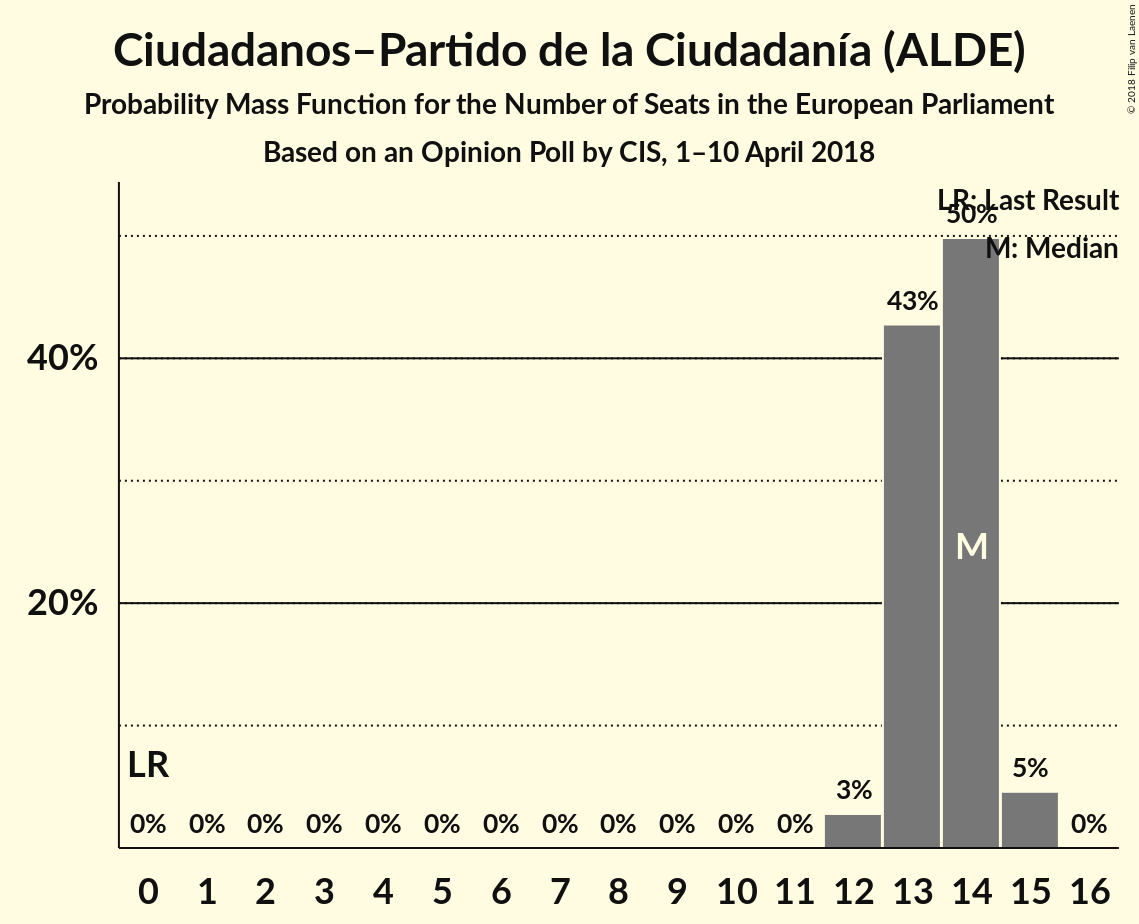 Ciudadanos–Partido de la Ciudadanía (ALDE)
Probability Mass Function for the Number of Seats in the European Parliament
Based on an Opinion Poll by CIS, 1–10 April 2018
© 2018 Filip van Laenen
LR: Last Result
M: Median
50%
43%
40%
M
20%
LR
5%
3%
0% 0% 0% 0% 0% 0% 0% 0% 0% 0% 0% 0% 0%
0 1 2 3 4 5 6 7 8 9 10 11 12 13 14 15 16